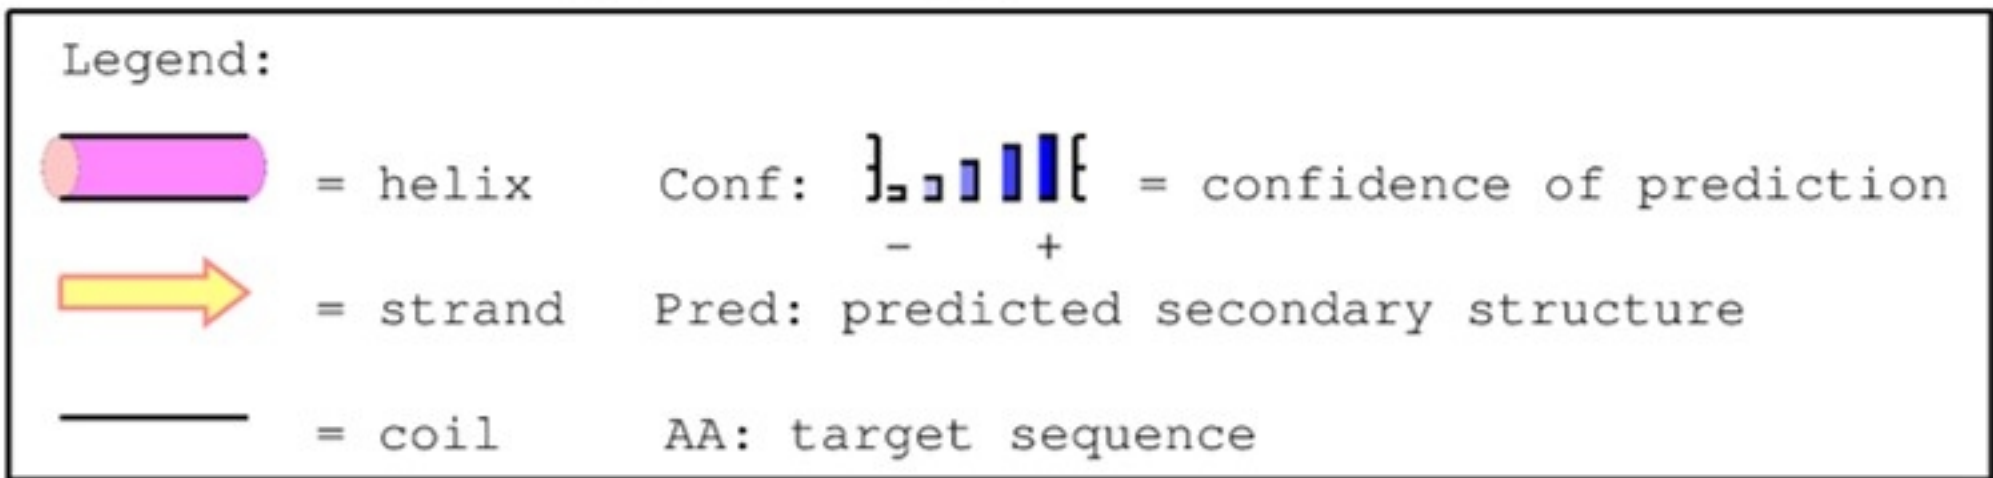 Legend:
= helix Conf: = confidence of prediction
- +
= strand Pred: predicted secondary structure
= coil AA: target sequence